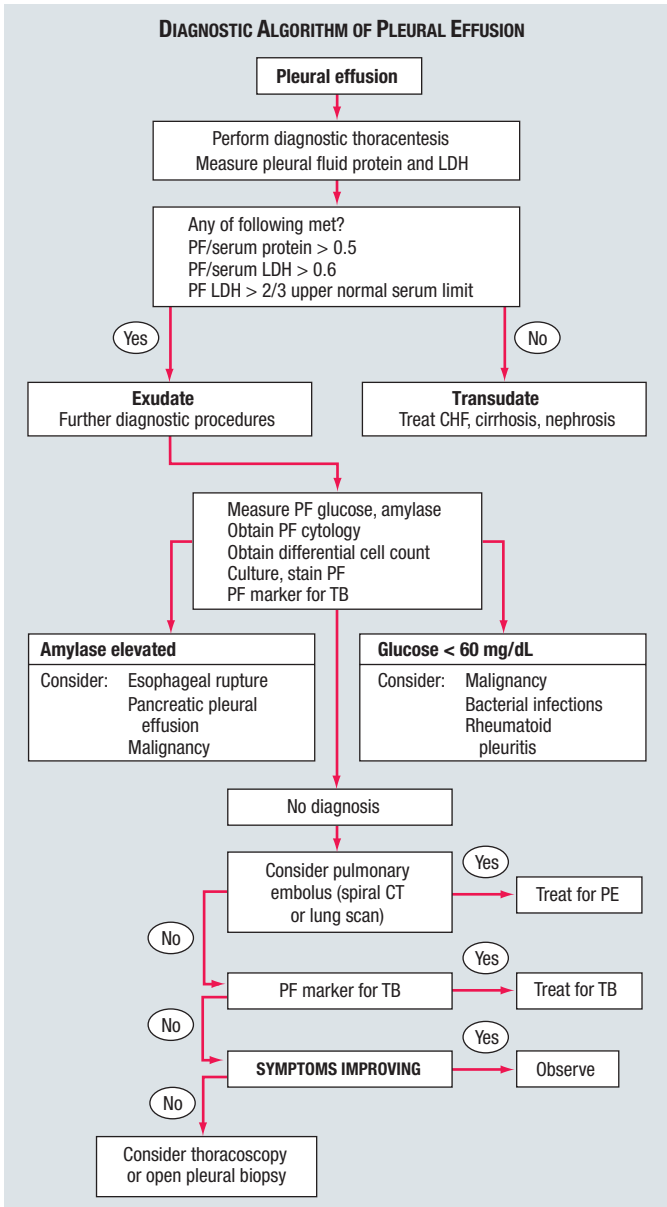 DIAGNOSTIC ALGORITHM OF PLEURAL EFFUSION
Pleural effusion
Perform diagnostic thoracentesis
Measure pleural fluid protein and LDH
Any of following met?
PF/serum protein > 0.5
PF/serum LDH > 0.6
PF LDH > 2/3 upper normal serum limit
Yes
No
Exudate
Further diagnostic procedures
Transudate
Treat CHF, cirrhosis, nephrosis
Measure PF glucose, amylase
Obtain PF cytology
Obtain differential cell count
Culture, stain PF
PF marker for TB
Amylase elevated
Consider: Esophageal rupture
Pancreatic pleural
effusion
Malignancy
Glucose < 60 mg/dL
Consider: Malignancy
Bacterial infections
Rheumatoid
pleuritis
No diagnosis
Consider pulmonary
embolus (spiral CT
or lung scan)
Yes
Treat for PE
No
PF marker for TB
Yes
Treat for TB
No
SYMPTOMS IMPROVING
Yes
Observe
No
Consider thoracoscopy
or open pleural biopsy